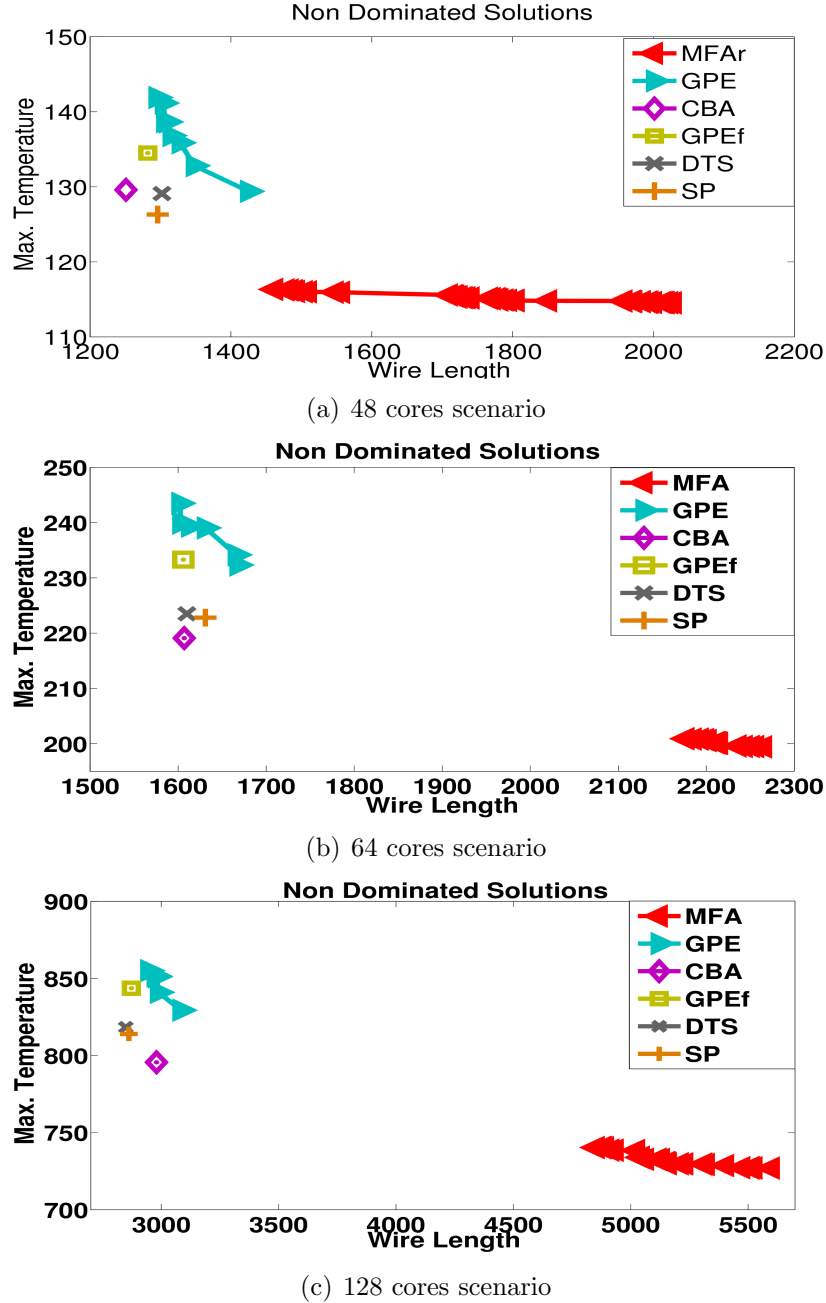 Non Dominated Solutions
150
140
130
120
110
Max. Temperature
MFAr
GPE
CBA
GPEf
DTS
SP
1200 1400 1600 1800 2000 2200
Wire Length
(a) 48 cores scenario
Non Dominated Solutions
250
240
230
220
210
200
Max. Temperature
MFA
GPE
CBA
GPEf
DTS
SP
1500 1600 1700 1800 1900 2000 2100 2200 2300
Wire Length
(b) 64 cores scenario
Non Dominated Solutions
900
850
800
750
700
Max. Temperature
MFA
GPE
CBA
GPEf
DTS
SP
3000 3500 4000 4500 5000 5500
Wire Length
(c) 128 cores scenario